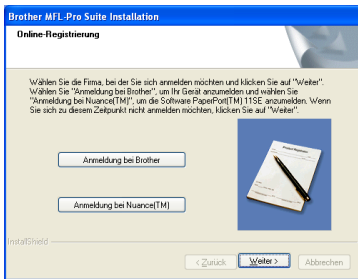 Brother MFL-Pro Suite Installation
Online-Registrierung
Wählen Sie die Firma, bei der Sie sich anmelden möchten und klicken Sie auf "Weiter".
Wählen Sie "Anmeldung bei Brother", um Ihr Gerät anzumelden und wählen Sie
"Anmeldung bei Nuance(TM)", um die Software PaperPort(TM) 11SE anzumelden. Wenn
Sie sich zu diesem Zeitpunkt nicht anmelden möchten, klicken Sie auf "Weiter".
Anmeldung bei Brother
Product Registration
Anmeldung bei Nuance(TM)
InstallShield
< Zurück
Weiter >
Abbrechen